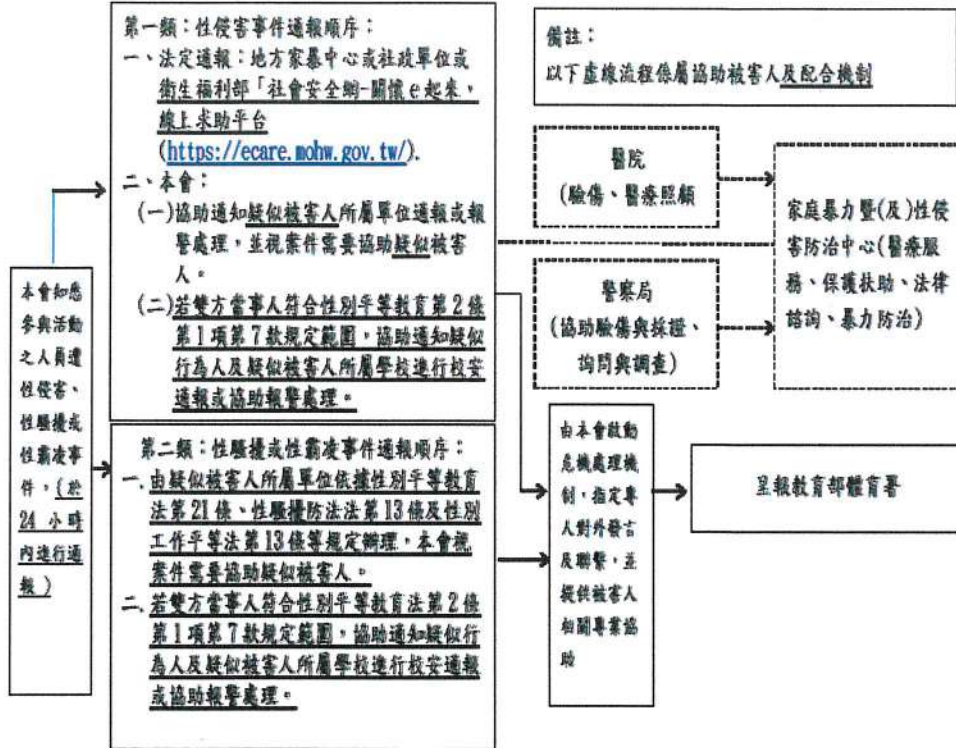 本會知悉
參與活動
之人員遭
性侵害、
性騷擾或
性霸凌事
件，(於
24 小時
內進行通
報)
第一類：性侵害事件通報順序：
一、法定通報：地方家暴中心或社政單位或
衛生福利部「社會安全網-關懷e起來，
線上求助平台
(https://ecare.mohw.gov.tw/).
二、本會：
(一)協助通知疑似被害人所屬單位通報或報
警處理，並視案件需要協助疑似被害
人。
(二)若雙方當事人符合性別平等教育第2條
第1項第7款規定範圍，協助通知疑似
行為人及疑似被害人所屬學校進行校安
通報或協助報警處理。
第二類：性騷擾或性霸凌事件通報順序：
一、由疑似被害人所屬單位依據性別平等教育
法第21條、性騷擾防法法第13條及性別
工作平等法第13條等規定辦理，本會視
案件需要協助疑似被害人。
二、若雙方當事人符合性別平等教育法第2條
第1項第7款規定範圍，協助通知疑似行
為人及疑似被害人所屬學校進行校安通報
或協助報警處理。
備註：
以下虛線流程係屬協助被害人及配合機制
醫院
(驗傷、醫療照顧
警察局
(協助驗傷與採證、
詢問與調查)
家庭暴力暨(及)性侵
害防治中心(醫療服
務、保護扶助、法律
諮詢、暴力防治)
由本會啟動
危機處理機
制，指定專
人對外發言
及聯繫，並
提供被害人
相關專業協
助
呈報教育部體育署